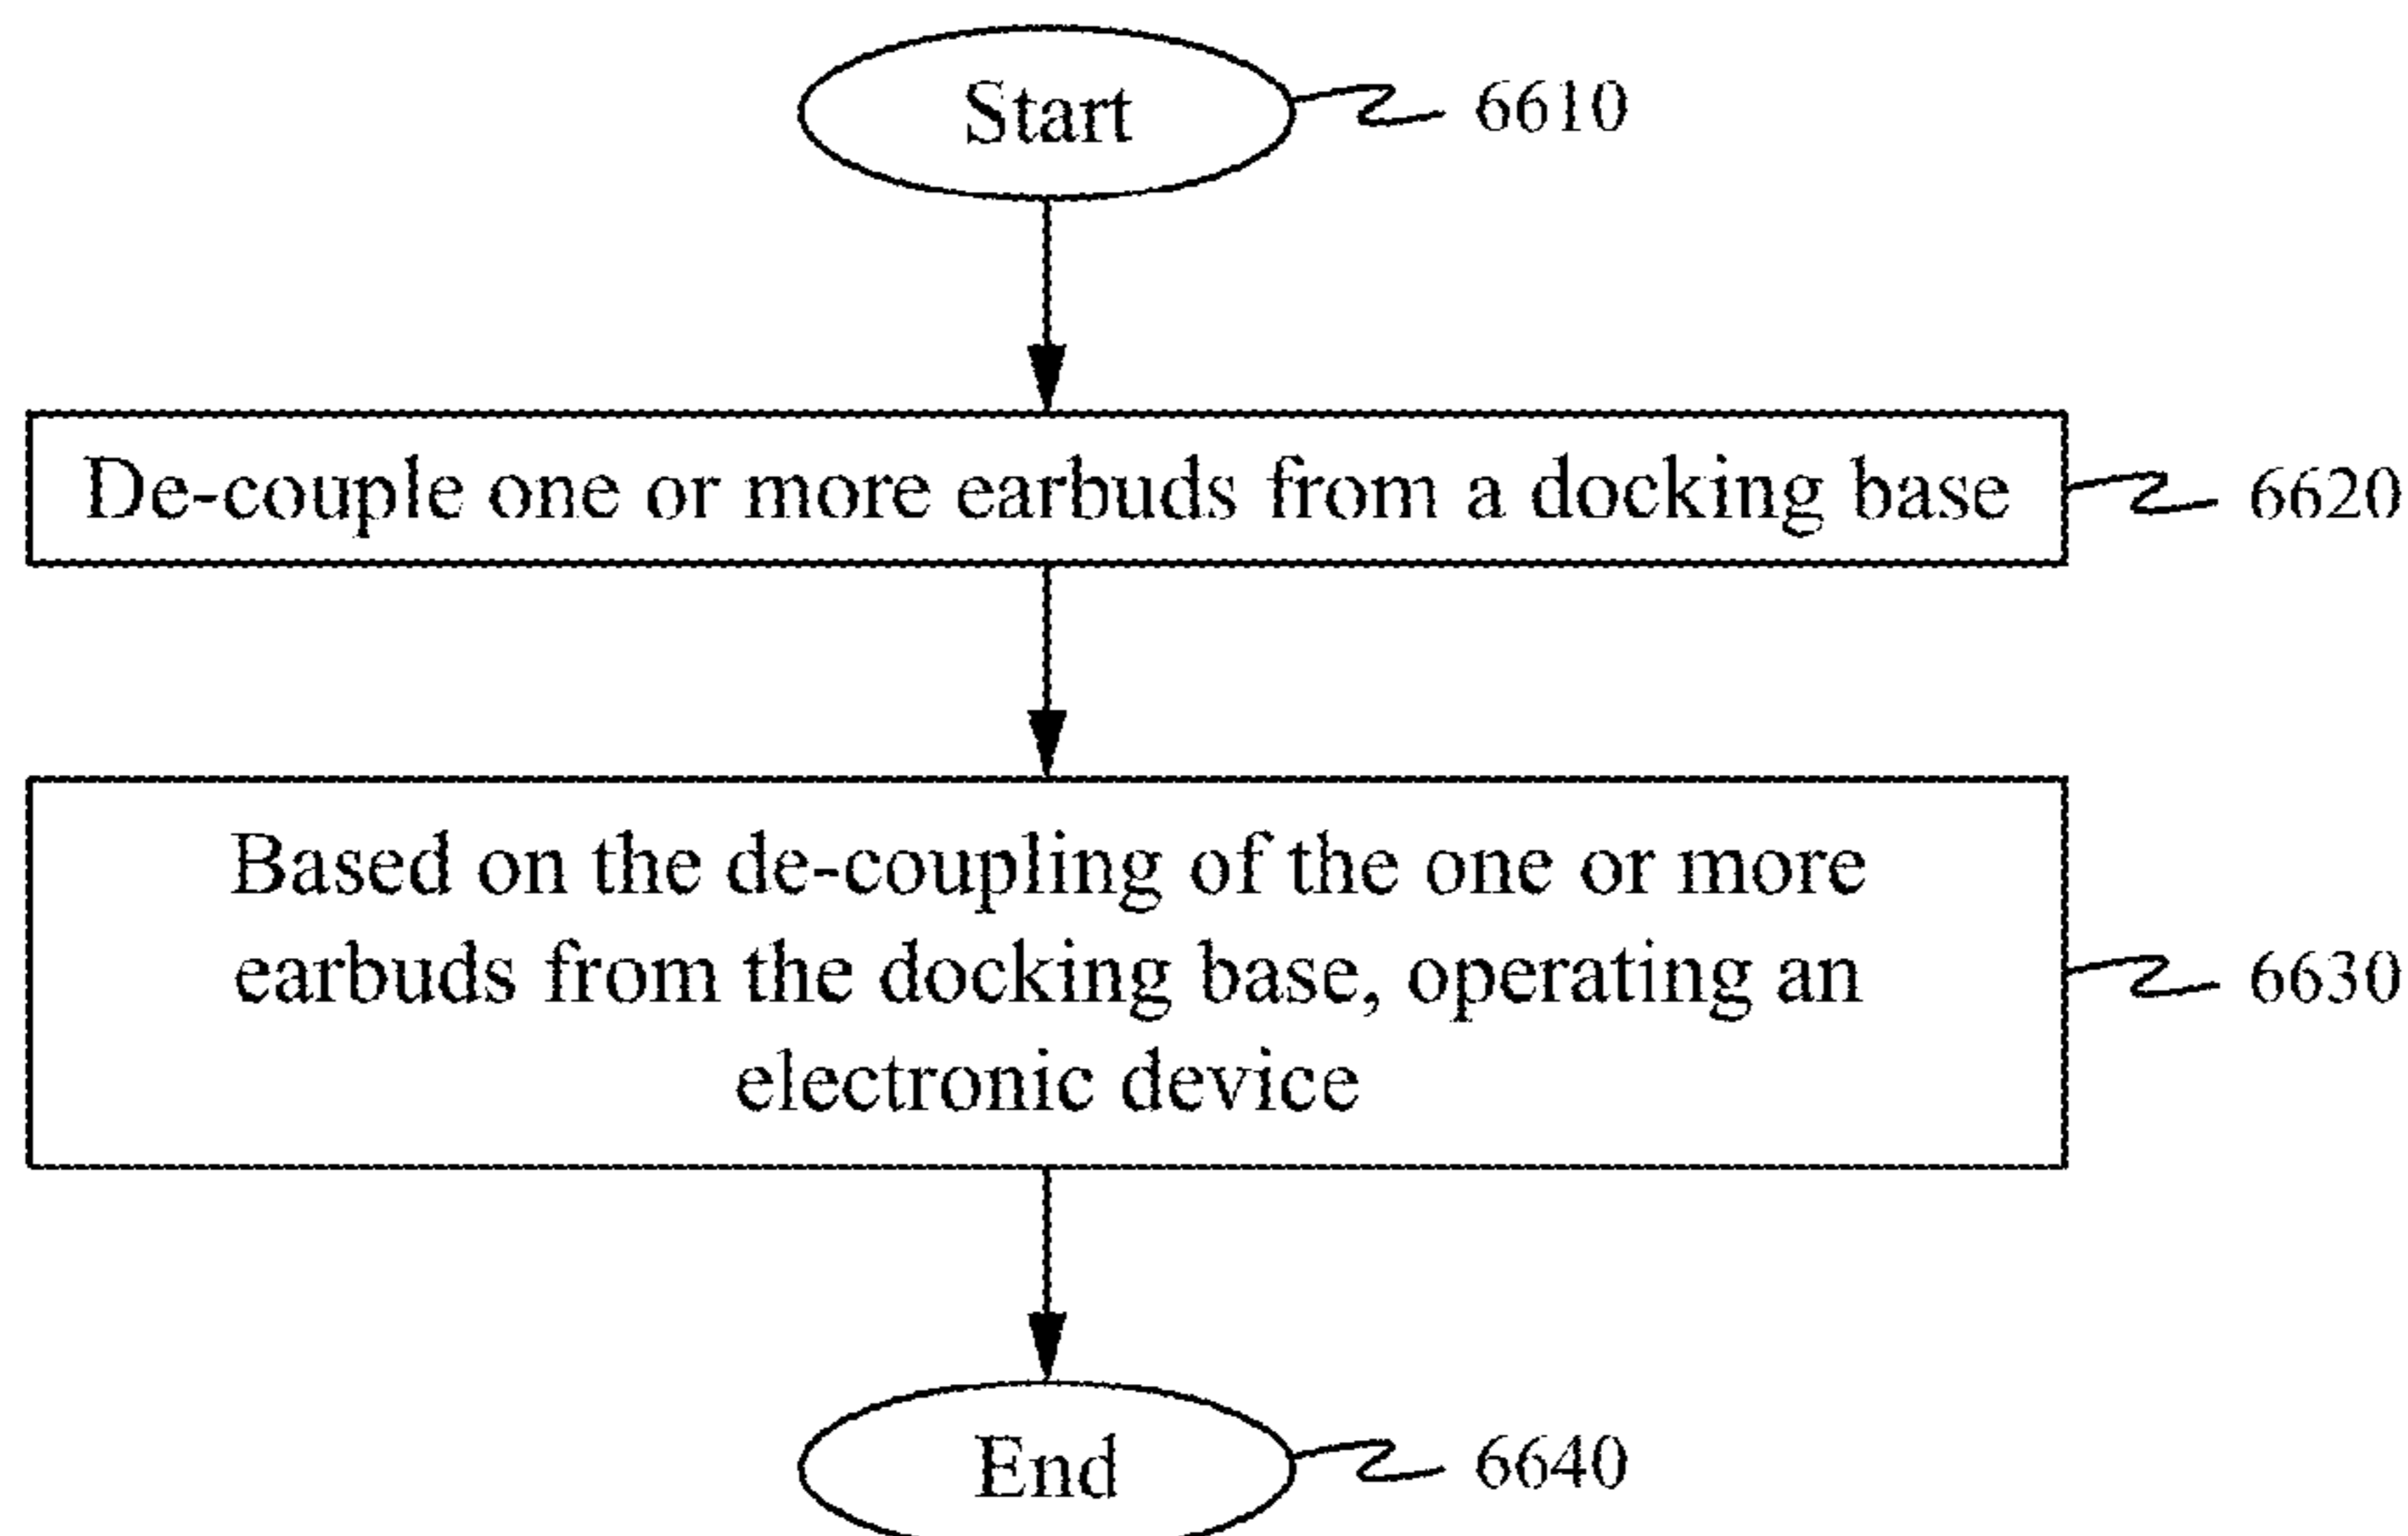 Start
6610
De-couple one or more earbuds from a docking base
6620
Based on the de-coupling of the one or more
earbuds from the docking base, operating an
electronic device
6630
End
6640